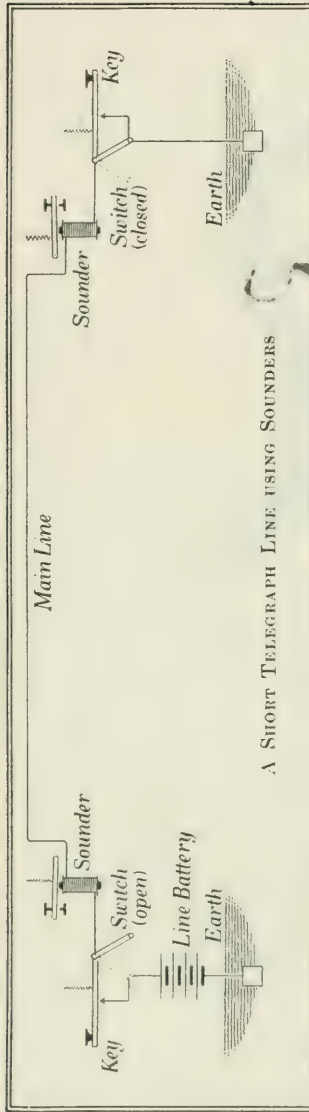 Main Line
Sounder
Switch
(open)
Key
Line Battery
Earth
Sounder
Switch
(closed)
Key
Earth
A Short Telegraph Line using Sounders